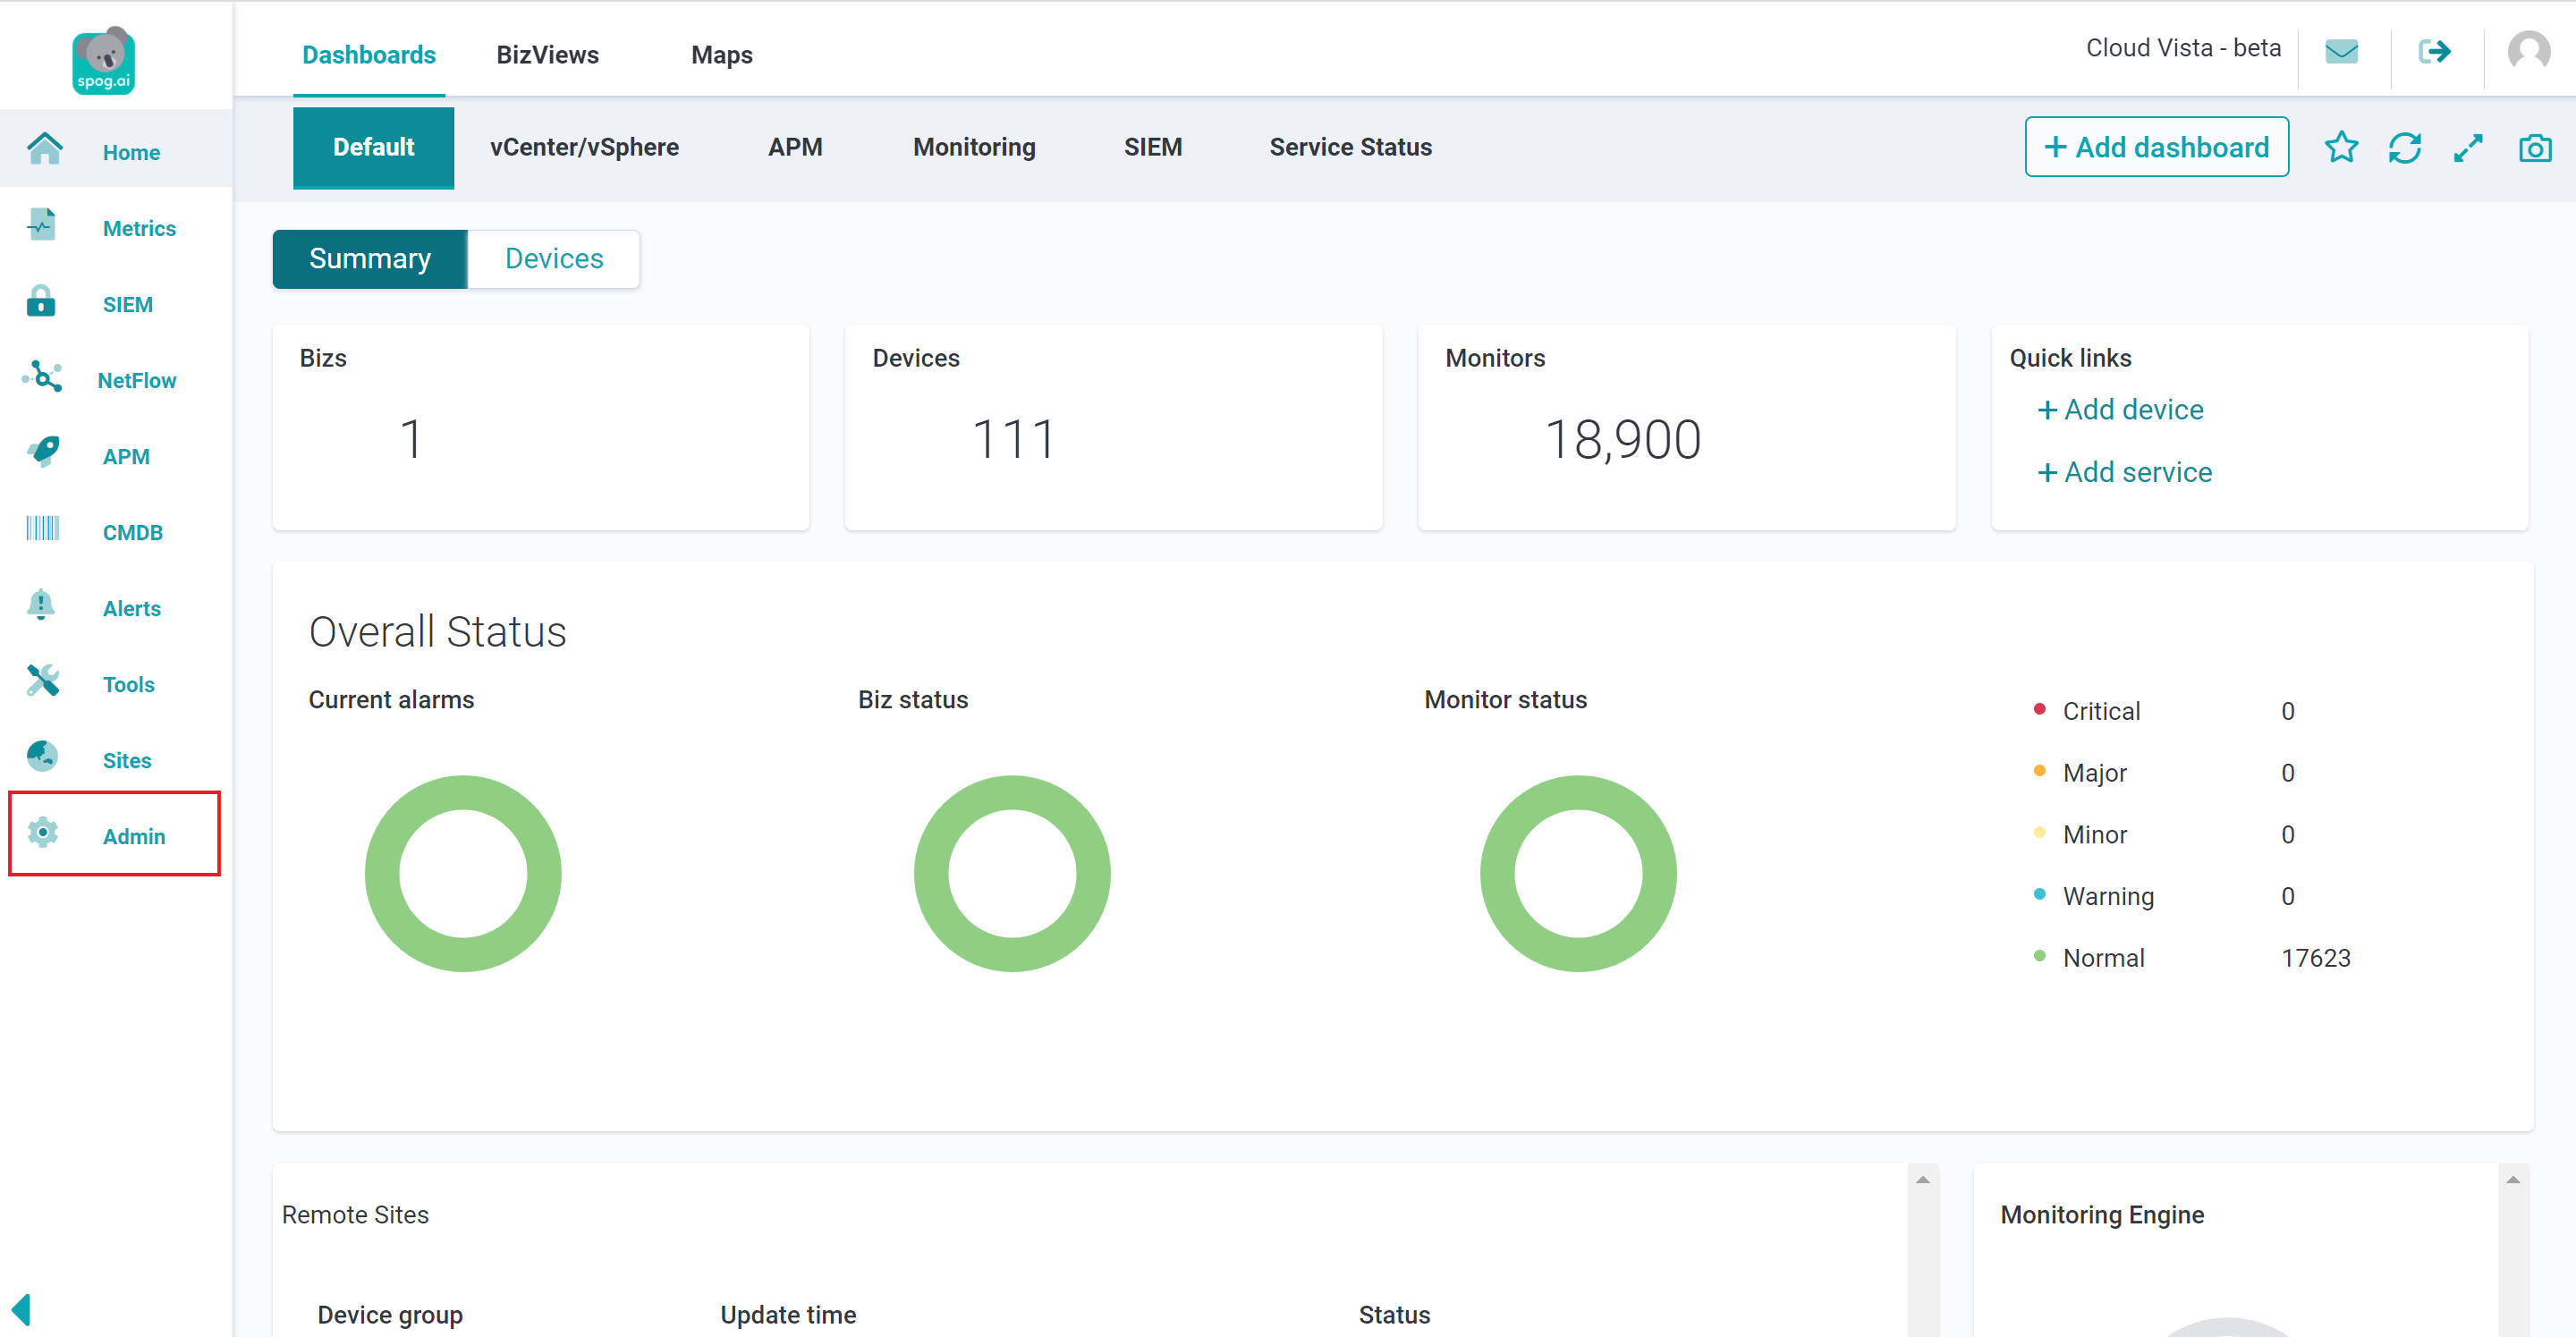 spog.ai
Dashboards BizViews Maps
Cloud Vista - beta
Home
Metrics
SIEM
NetFlow
APM
CMDB
Alerts
Tools
Sites
Admin
Default vCenter/vSphere APM Monitoring SIEM Service Status
+ Add dashboard
Summary Devices
Bizs
1
Devices
111
Monitors
18,900
Quick links
+ Add device
+ Add service
Overall Status
Current alarms
Biz status
Monitor status
Critical 0
Major 0
Minor 0
Warning 0
Normal 17623
Remote Sites
Device group Update time Status
Monitoring Engine